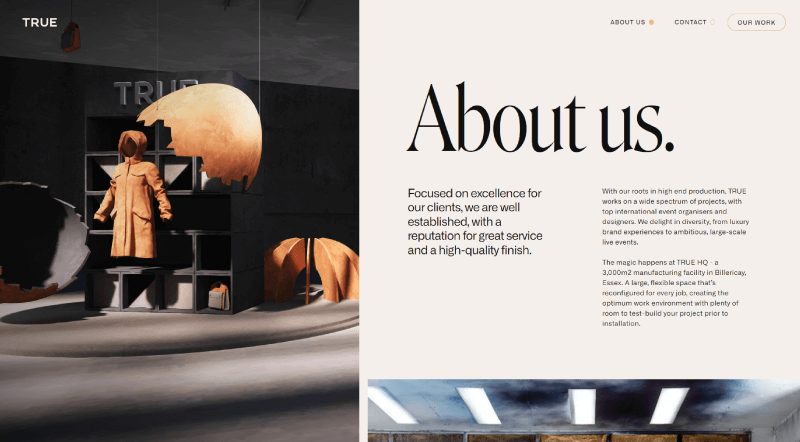 TRUE
ABOUT US
CONTACT
OUR WORK
TRUE
About us.
Focused on excellence for
our clients, we are well
established, with a
reputation for great service
and a high-quality finish.
With our roots in high end production, TRUE
works on a wide spectrum of projects, with
top international event organisers and
designers. We delight in diversity, from luxury
brand experiences to ambitious, large-scale
live events.
The magic happens at TRUE HQ - a
3,000m2 manufacturing facility in Billericay,
Essex. A large, flexible space that's
reconfigured for every job, creating the
optimum work environment with plenty of
room to test-build your project prior to
installation.